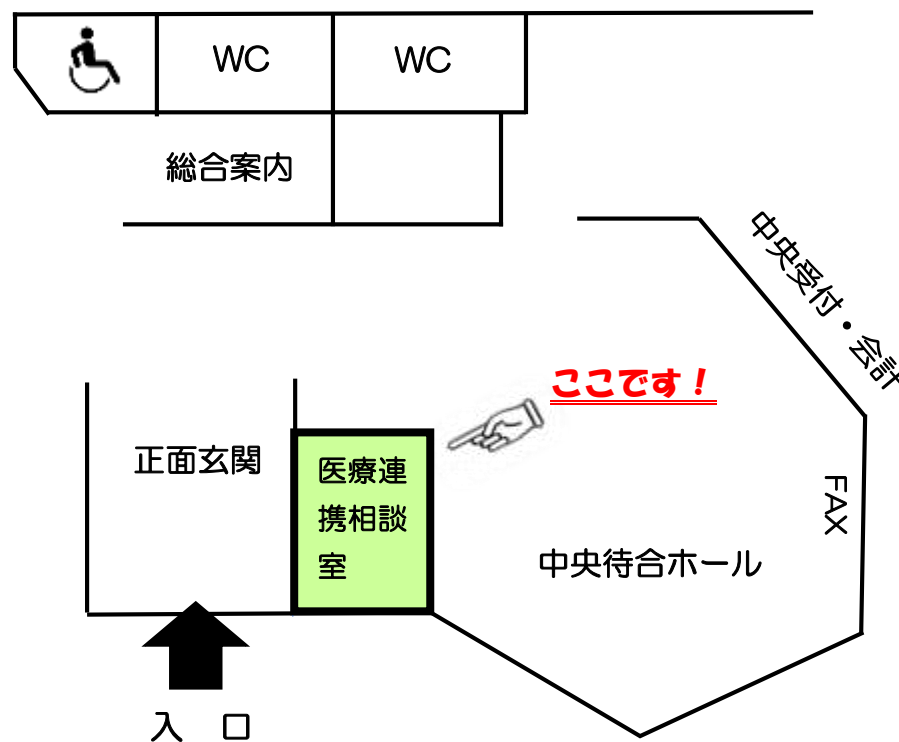 WC
WC
総合案内
中央受付・会計
ここです！
正面玄関
医療連
携相談
室
FAX
中央待合ホール
入　口